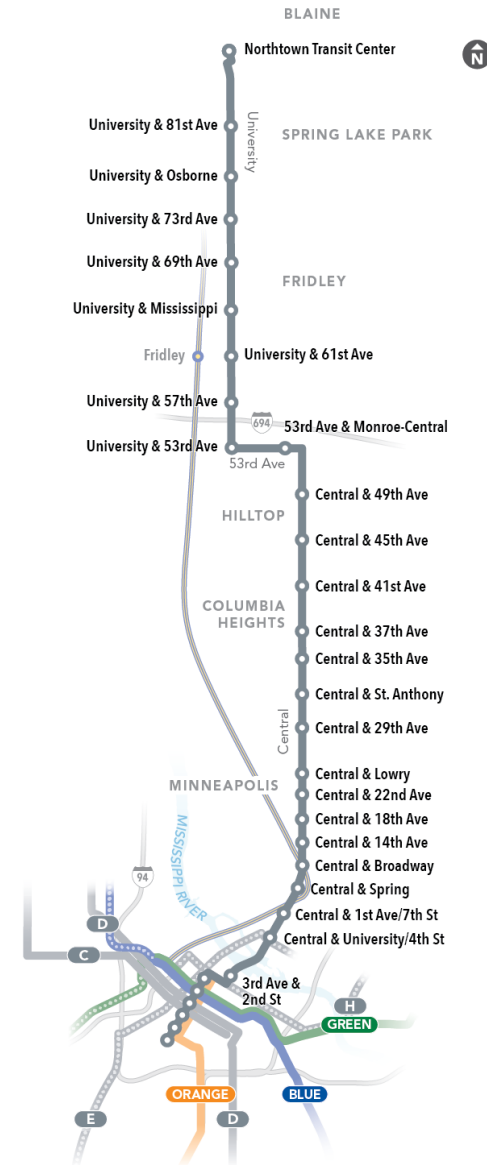 BLAINE
Northtown Transit Center
N
University & 81st Ave
University
SPRING LAKE PARK
University & Osborne
University & 73rd Ave
University & 69th Ave
FRIDLEY
University & Mississippi
Fridley
University & 61st Ave
University & 57th Ave
694
53rd Ave & Monroe-Central
University & 53rd Ave
53rd Ave
Central & 49th Ave
HILLTOP
Central & 45th Ave
Central & 41st Ave
COLUMBIA
HEIGHTS
Central & 37th Ave
Central & 35th Ave
Central & St. Anthony
Central
Central & 29th Ave
Central & Lowry
MINNEAPOLIS
Central & 22nd Ave
Central & 18th Ave
Central & 14th Ave
MISSISSIPPI RIVER
Central & Broadway
94
Central & Spring
Central & 1st Ave/7th St
D
Central & University/4th St
C
3rd Ave &
2nd St
H
GREEN
ORANGE
BLUE
E
D